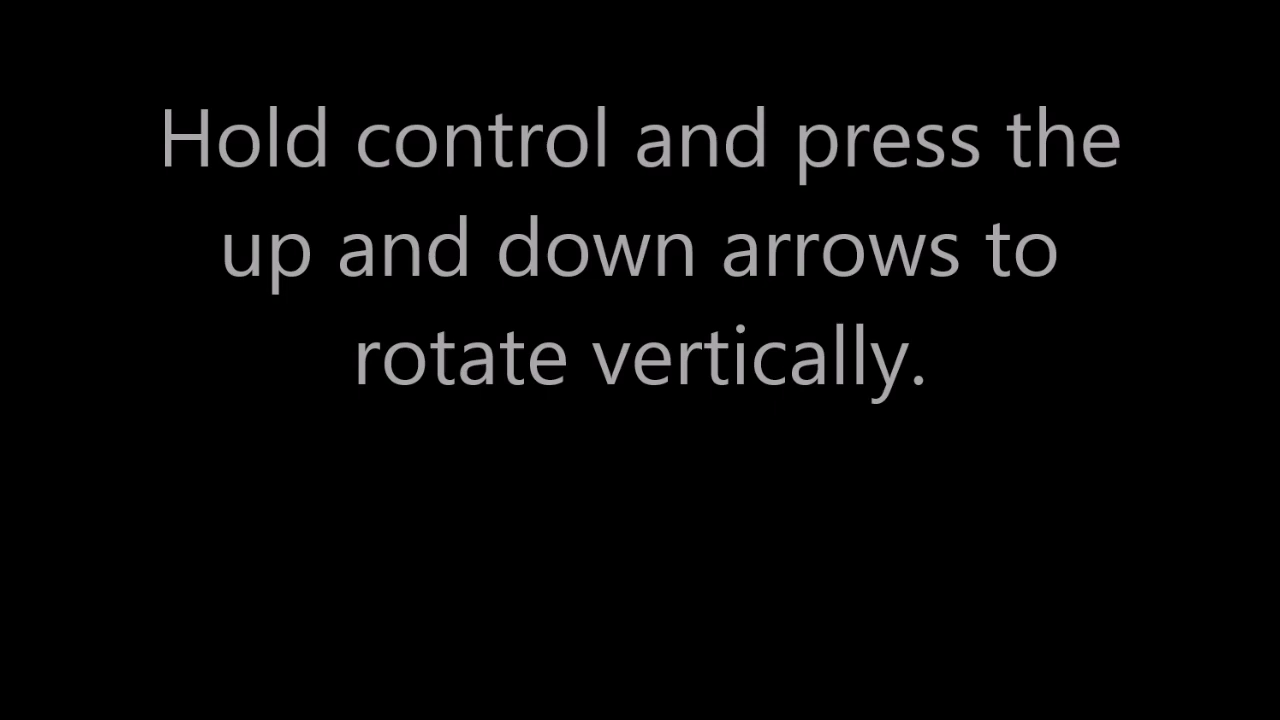 Hold control and press the
up and down arrows to
rotate vertically.